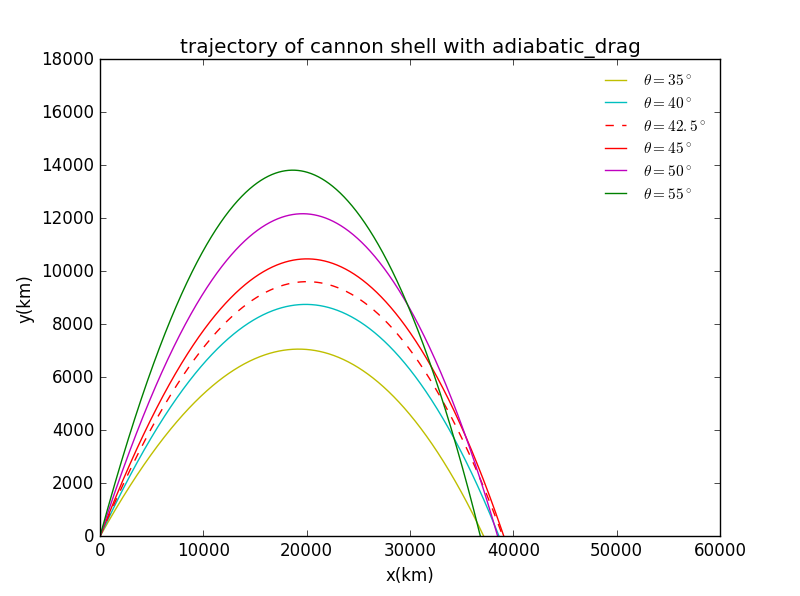 trajectory of cannon shell with adiabatic_drag
18000
16000
14000
12000
10000
8000
6000
4000
2000
0
y(km)
θ=35°
θ=40°
θ=42.5°
θ=45°
θ=50°
θ=55°
0 10000 20000 30000 40000 50000 60000
x(km)